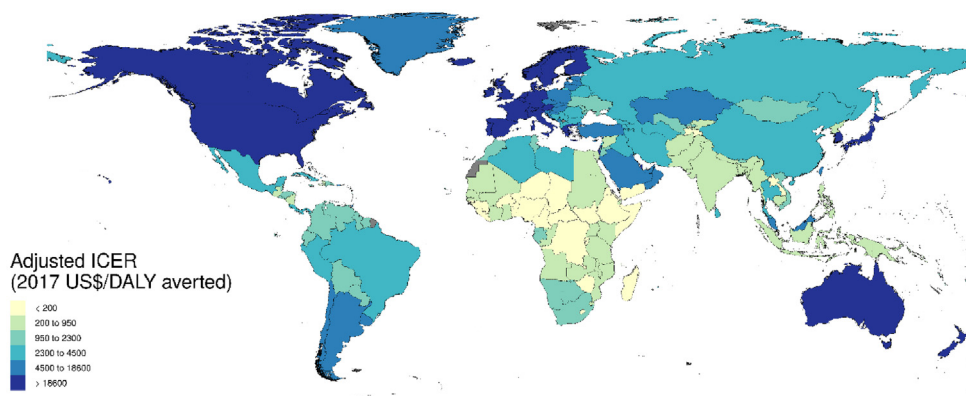 Adjusted ICER
(2017 US$/DALY averted)
< 200
200 to 950
950 to 2300
2300 to 4500
4500 to 18600
> 18600